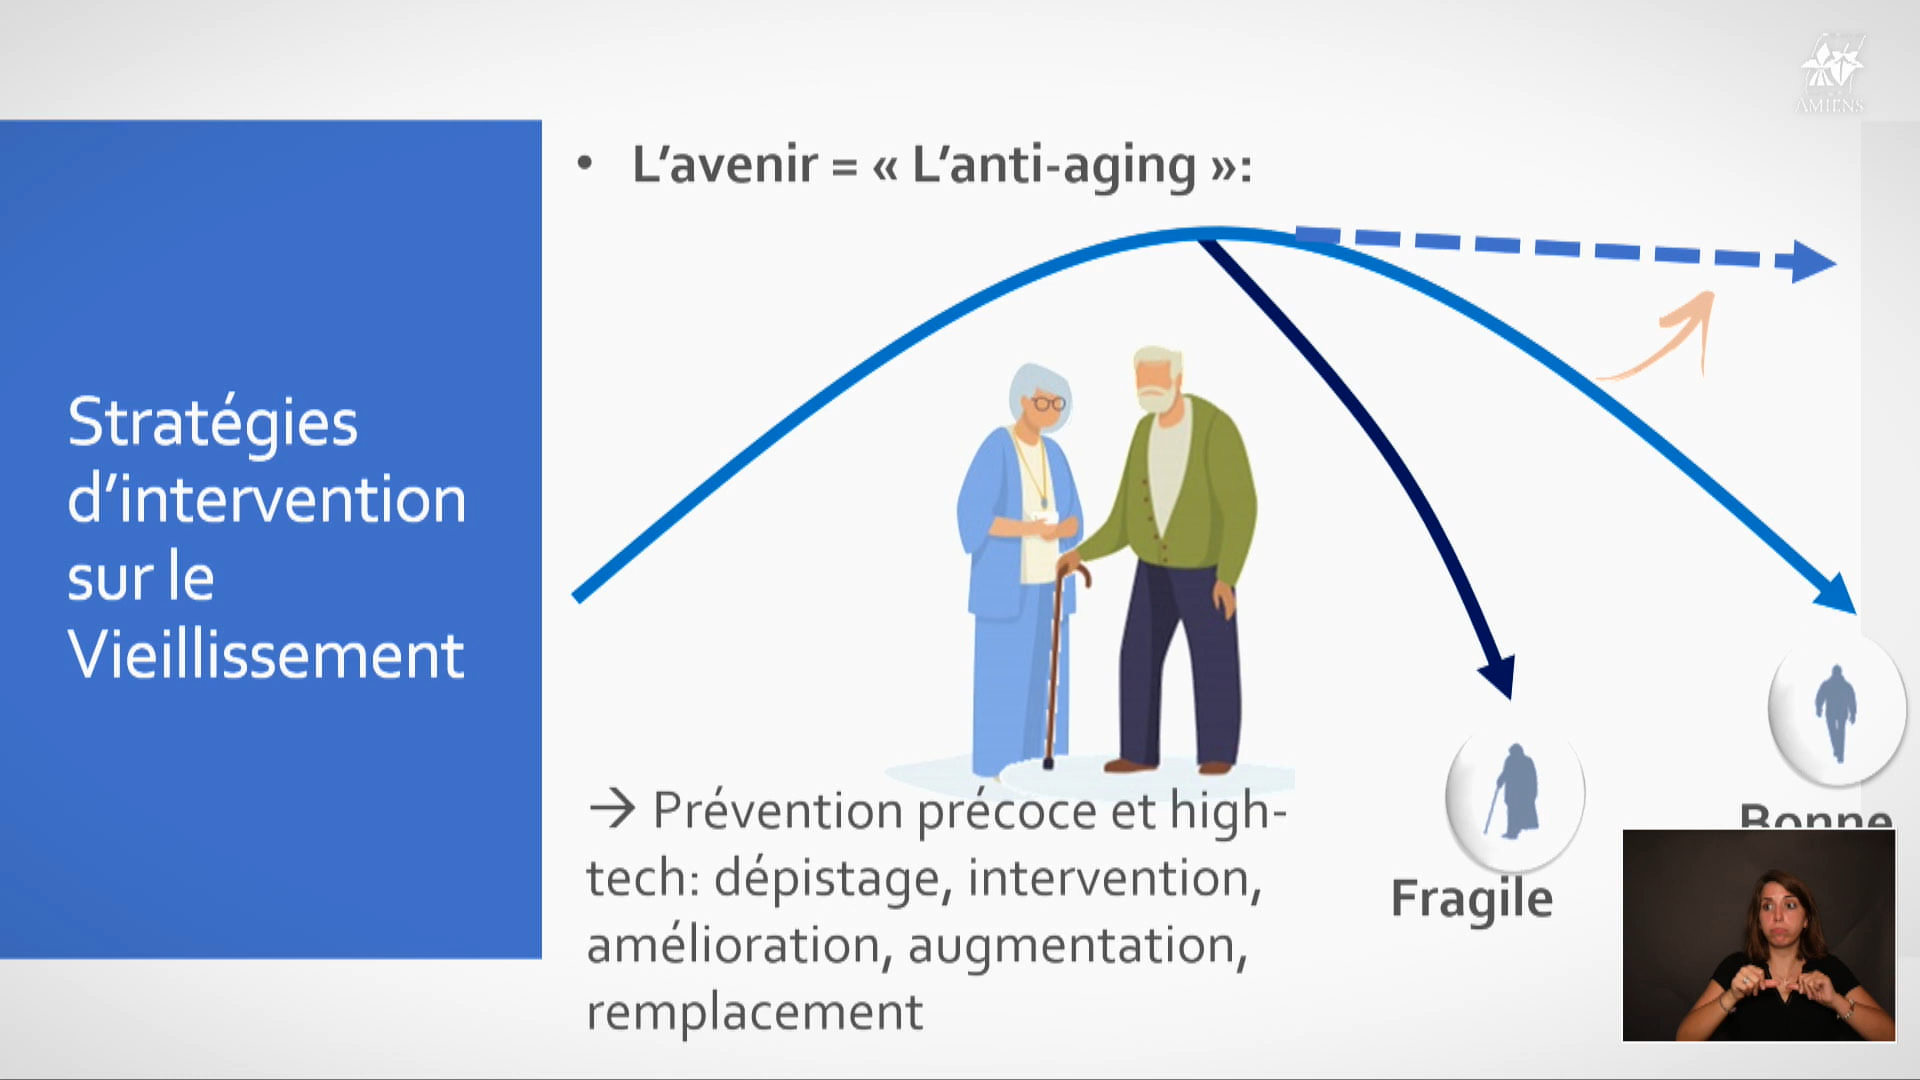 AMIENS
• L'avenir = « L'anti-aging »:
Stratégies
d'intervention
sur le
Vieillissement
→ Prévention précoce et high-
tech: dépistage, intervention,
amélioration, augmentation,
remplacement
Fragile
Bonne